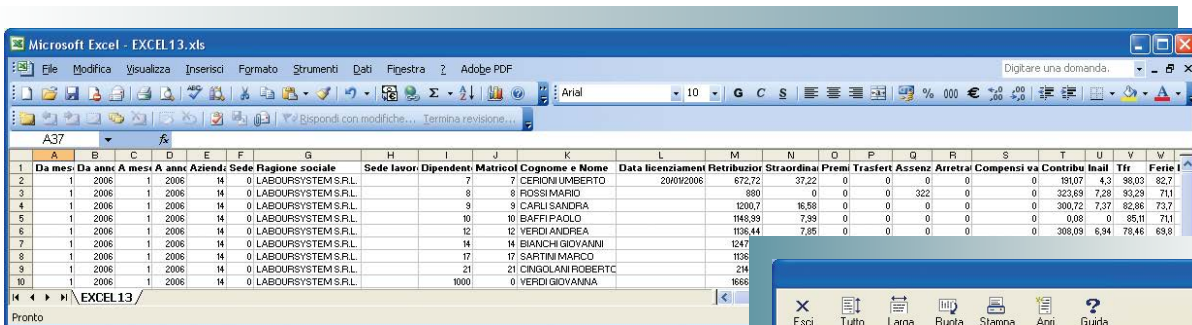 Microsoft Excel - EXCEL13.xls
File Modifica Visualizza Inserisci Formato Strumenti Dati Finestra ? Adobe PDF Digitare una domanda.
Arial 10 G C S % 000 €
Rispondi con modifiche... Termina revisione...
A37 fx
A B C D E F G H I J K L M N O P Q R S T U V W
1 Da mes Da anno A mes A anno Aziend Sede Ragione sociale Sede lavoro Dipendent Matricol Cognome e Nome Data licenziament Retribuzion Straordinar Premi Trasfert Assenz Arretrat Compensi va Contribu Inail Tfr Ferie
2 1 2006 1 2006 14 0 LABOURSYSTEM S.R.L. 7 7 CERIONI UMBERTO 20/01/2006 672,72 37,22 0 0 0 0 0 191,07 4,3 98,03 82,7
3 1 2006 1 2006 14 0 LABOURSYSTEM S.R.L. 8 8 ROSSI MARIO 880 0 0 0 322 0 0 323,69 7,28 93,29 71,1
4 1 2006 1 2006 14 0 LABOURSYSTEM S.R.L. 9 9 CARLI SANDRA 1200,7 16,58 0 0 0 0 0 300,72 7,37 82,86 73,7
5 1 2006 1 2006 14 0 LABOURSYSTEM S.R.L. 10 10 BAFFI PAOLO 1148,99 7,99 0 0 0 0 0 0,08 0 85,11 71,1
6 1 2006 1 2006 14 0 LABOURSYSTEM S.R.L. 12 12 VERDI ANDREA 1136,44 7,85 0 0 0 0 0 308,09 6,94 78,46 69,8
7 1 2006 1 2006 14 0 LABOURSYSTEM S.R.L. 14 14 BIANCHI GIOVANNI 1247
8 1 2006 1 2006 14 0 LABOURSYSTEM S.R.L. 17 17 SARTINI MARCO 1136
9 1 2006 1 2006 14 0 LABOURSYSTEM S.R.L. 21 21 CINGOLANI ROBERTO 214
10 1 2006 1 2006 14 0 LABOURSYSTEM S.R.L. 1000 0 VERDI GIOVANNA 1666
EXCEL13
Pronto
Esci Tutto Larga Ruota Stampa Apri Guida